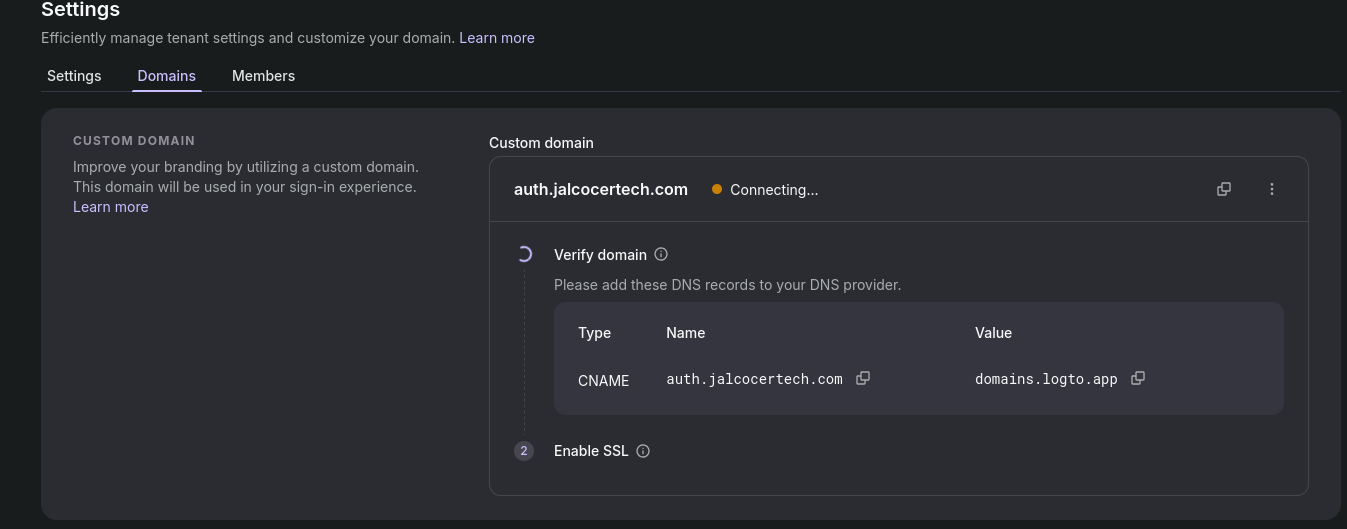 Settings
Efficiently manage tenant settings and customize your domain. Learn more
Settings Domains Members
CUSTOM DOMAIN
Improve your branding by utilizing a custom domain.
This domain will be used in your sign-in experience.
Learn more
Custom domain
auth.jalcocertech.com Connecting...
Verify domain
Please add these DNS records to your DNS provider.
Type Name Value
CNAME auth.jalcocertech.com domains.logto.app
2 Enable SSL